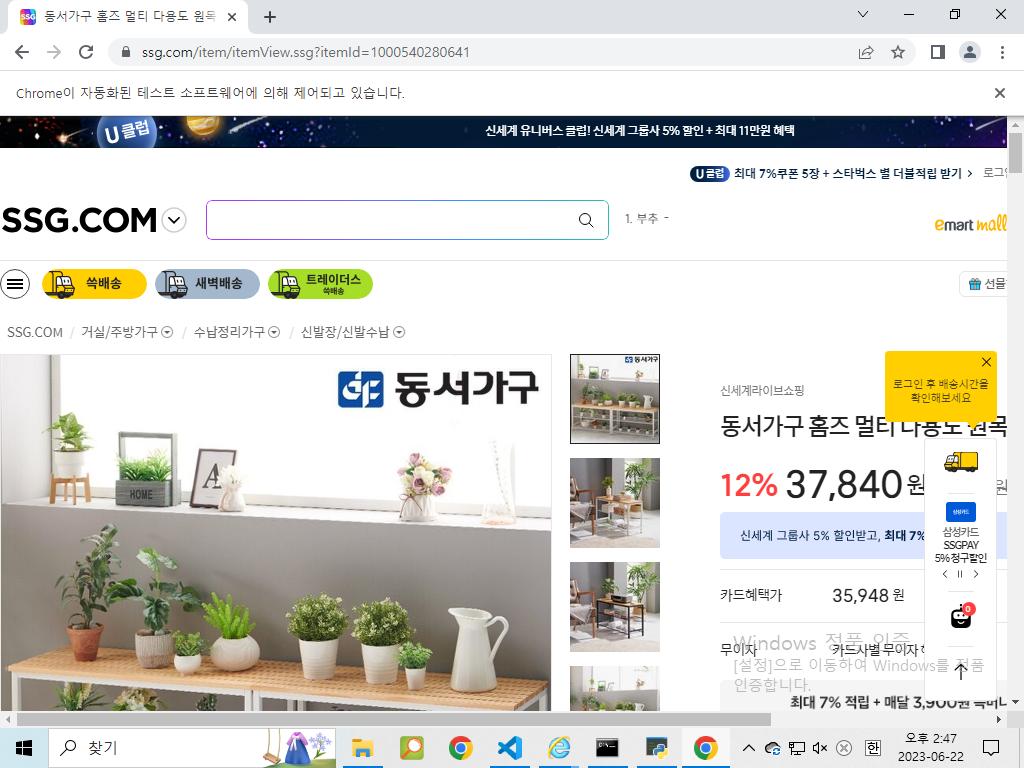 동서가구 홈즈 멀티 다용도 원목
ssg.com/item/itemView.ssg?itemId=1000540280641
Chrome이 자동화된 테스트 소프트웨어에 의해 제어되고 있습니다.
U 클럽
신세계 유니버스 클럽! 신세계 그룹사 5% 할인 + 최대 11만원 혜택
U 클럽 최대 7%쿠폰 5장 + 스타벅스 별 더블적립 받기 > 로그인
SSG.COM
1. 부추 -
emart mall
쓱배송
새벽배송
트레이더스
쓱배송
선물
SSG.COM / 거실/주방가구 / 수납정리가구 / 신발장/신발수납
동서가구
HOME
A
동서가구
신세계라이브쇼핑
로그인 후 배송시간을
확인해보세요
동서가구 홈즈 멀티 다용도 원목
12% 37,840 원
원
신세계 그룹사 5% 할인받고, 최대 7%
삼성카드
삼성카드
SSGPAY
5% 청구할인
카드혜택가 35,948 원
0
무이자 카드사별 무이자
Windows 정품 인증
[설정]으로 이동하여 Windows를 정품
인증합니다.
최대 7% 적립 + 매달 3,900원 쓱머니
찾기
한
오후 2:47
2023-06-22